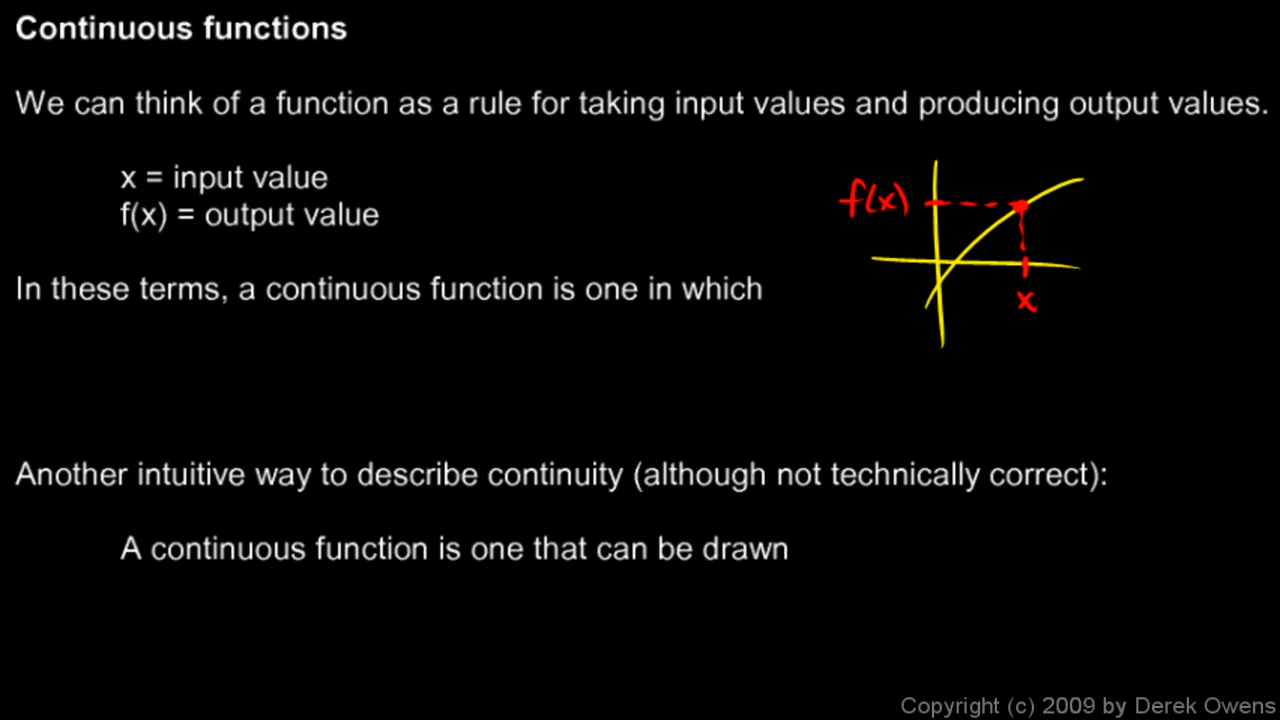 Continuous functions
We can think of a function as a rule for taking input values and producing output values.
x = input value
f(x) = output value
f(x)
In these terms, a continuous function is one in which
x
Another intuitive way to describe continuity (although not technically correct):
A continuous function is one that can be drawn
Copyright (c) 2009 by Derek Owens